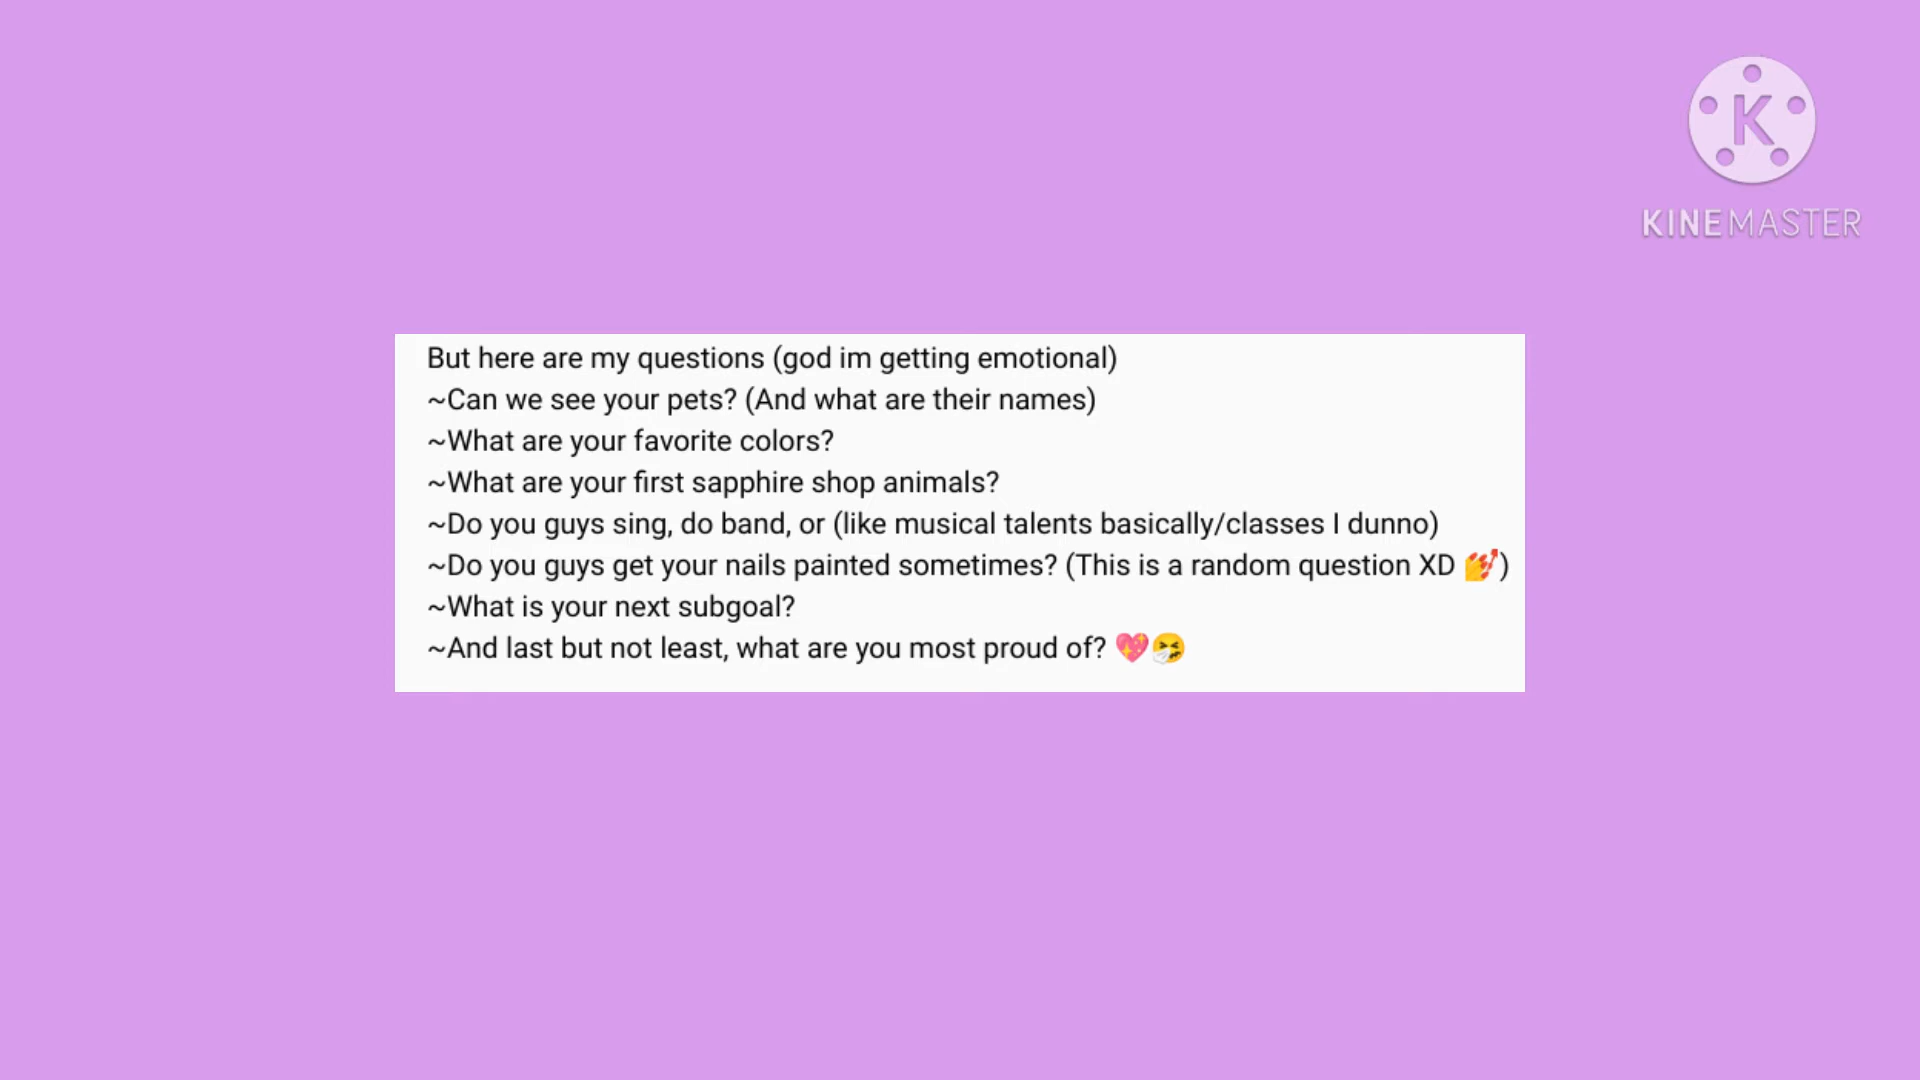 K
KINEMASTER
But here are my questions (god im getting emotional)
~Can we see your pets? (And what are their names)
~What are your favorite colors?
~What are your first sapphire shop animals?
~Do you guys sing, do band, or (like musical talents basically/classes I dunno)
~Do you guys get your nails painted sometimes? (This is a random question XD 💅)
~What is your next subgoal?
~And last but not least, what are you most proud of? 💖🤧